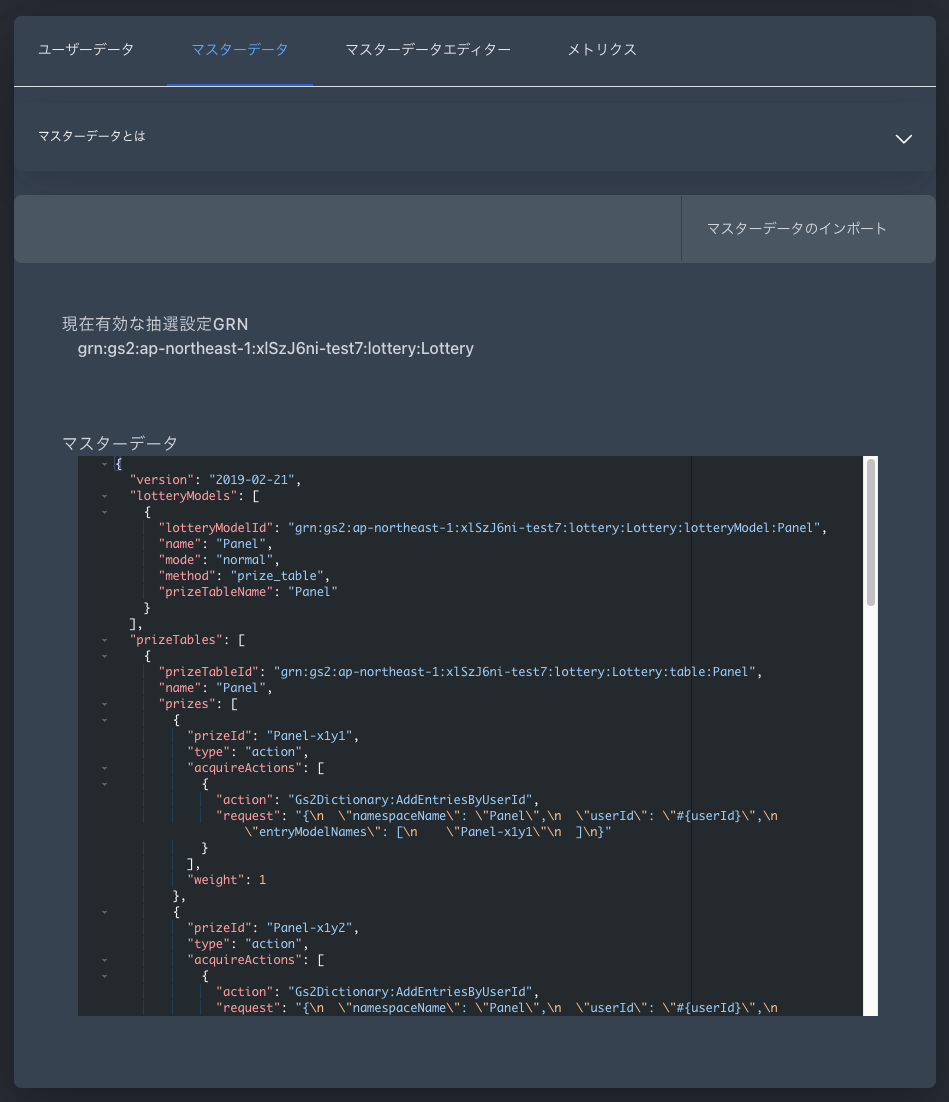 ユーザーデータ マスターデータ マスターデータエディター メトリクス
マスターデータとは
マスターデータのインポート
現在有効な抽選設定GRN
grn:gs2:ap-northeast-1:xlSzJ6ni-test7:lottery:Lottery
マスターデータ
{
"version": "2019-02-21",
"lotteryModels": [
{
"lotteryModelId": "grn:gs2:ap-northeast-1:xlSzJ6ni-test7:lottery:Lottery:lotteryModel:Panel",
"name": "Panel",
"mode": "normal",
"method": "prize_table",
"prizeTableName": "Panel"
}
],
"prizeTables": [
{
"prizeTableId": "grn:gs2:ap-northeast-1:xlSzJ6ni-test7:lottery:Lottery:table:Panel",
"name": "Panel",
"prizes": [
{
"prizeId": "Panel-x1y1",
"type": "action",
"acquireActions": [
{
"action": "Gs2Dictionary:AddEntriesByUserId",
"request": "{\n  \"namespaceName\": \"Panel\",\n  \"userId\": \"#{userId}\",\n
\"entryModelNames\": [\n    \"Panel-x1y1\"\n  ]\n}"
}
],
"weight": 1
},
{
"prizeId": "Panel-x1y2",
"type": "action",
"acquireActions": [
{
"action": "Gs2Dictionary:AddEntriesByUserId",
"request": "{\n  \"namespaceName\": \"Panel\",\n  \"userId\": \"#{userId}\",\n